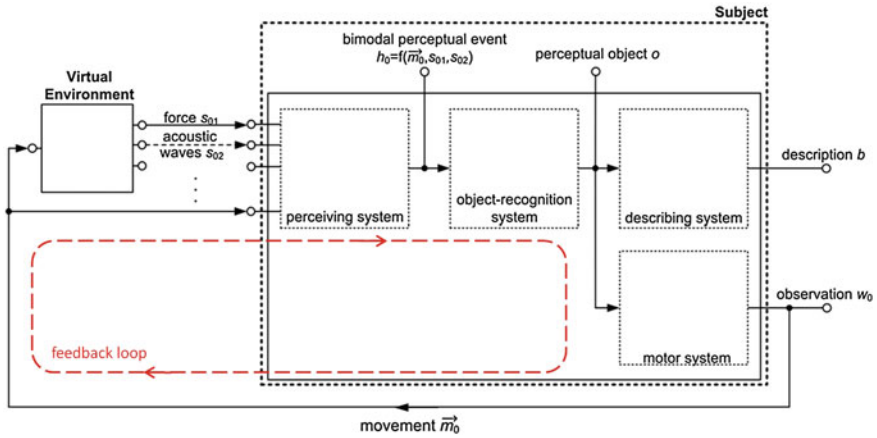 Subject
bimodal perceptual event
h₀=f(m⃗₀,s₀₁,s₀₂)
perceptual object o
Virtual
Environment
force s₀₁
acoustic
waves s₀₂
perceiving system
object-recognition
system
describing system
description b
observation w₀
motor system
feedback loop
movement m⃗₀